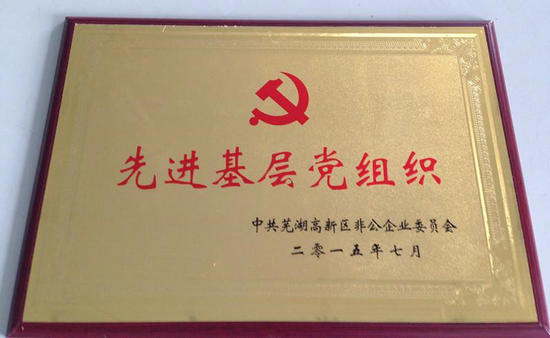 先进基层党组织
中共芜湖高新区非公企业委员会
二零一五年七月